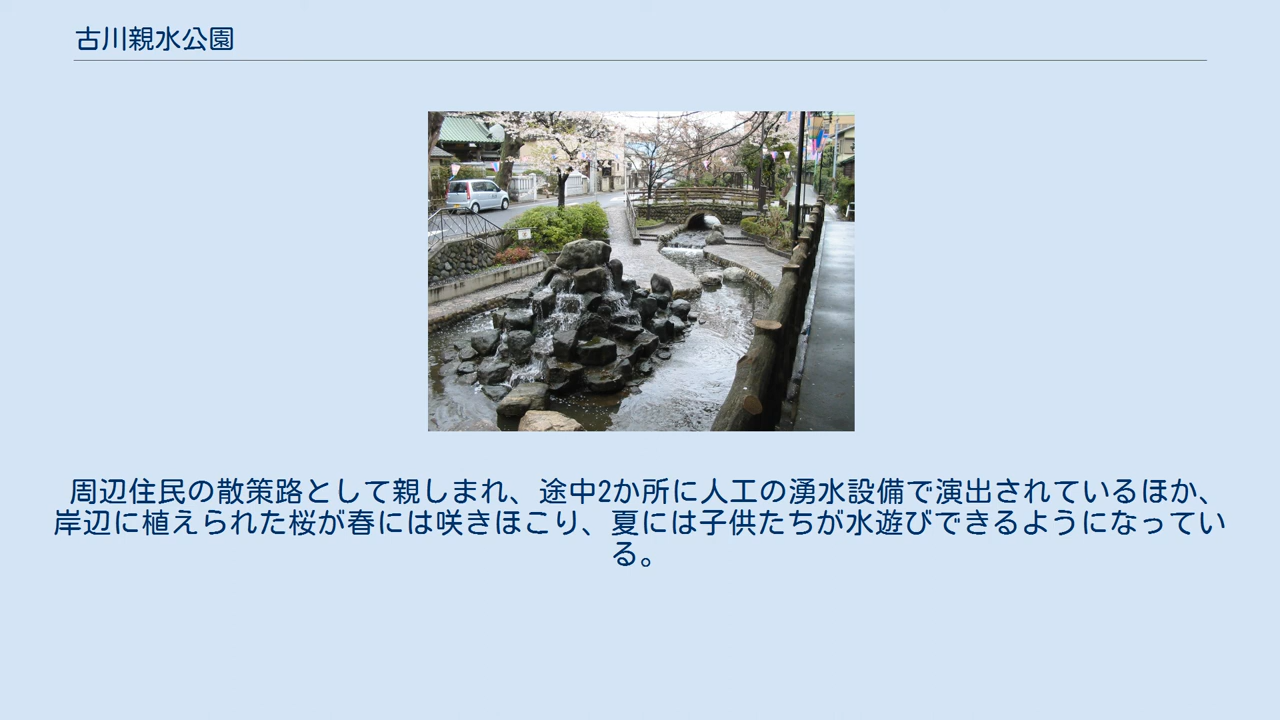 古川親水公園
周辺住民の散策路として親しまれ、途中2か所に人工の湧水設備で演出されているほか、
岸辺に植えられた桜が春には咲きほこり、夏には子供たちが水遊びできるようになってい
る。